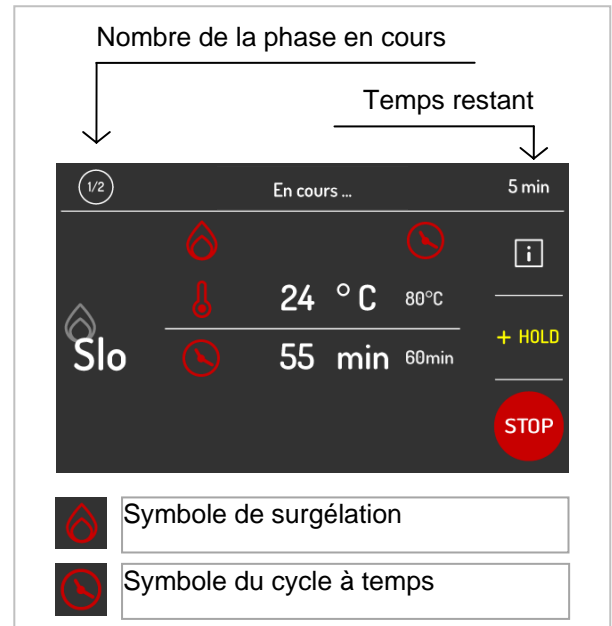 Nombre de la phase en cours
Temps restant
1/2
En cours ...
5 min
i
24 °C 80°C
+ HOLD
Slo
55 min 60min
STOP
Symbole de surgélation
Symbole du cycle à temps